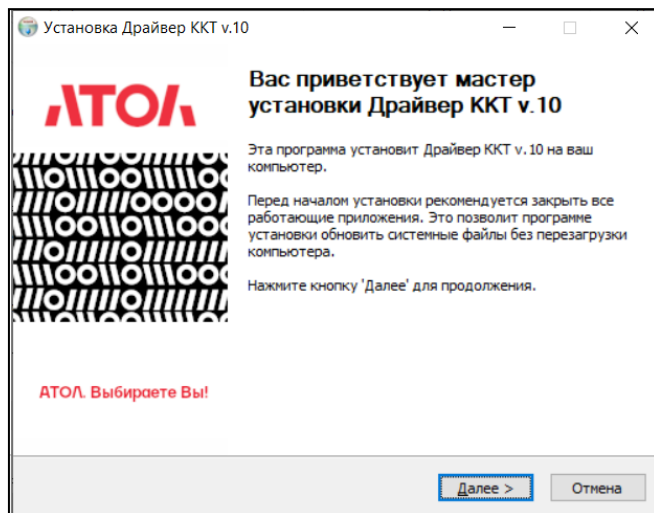 Установка Драйвер ККТ v.10
АТОЛ
Вас приветствует мастер
установки Драйвер ККТ v.10
Эта программа установит Драйвер ККТ v.10 на ваш
компьютер.
Перед началом установки рекомендуется закрыть все
работающие приложения. Это позволит программе
установки обновить системные файлы без перезагрузки
компьютера.
Нажмите кнопку 'Далее' для продолжения.
АТОЛ. Выбираете Вы!
Далее >
Отмена